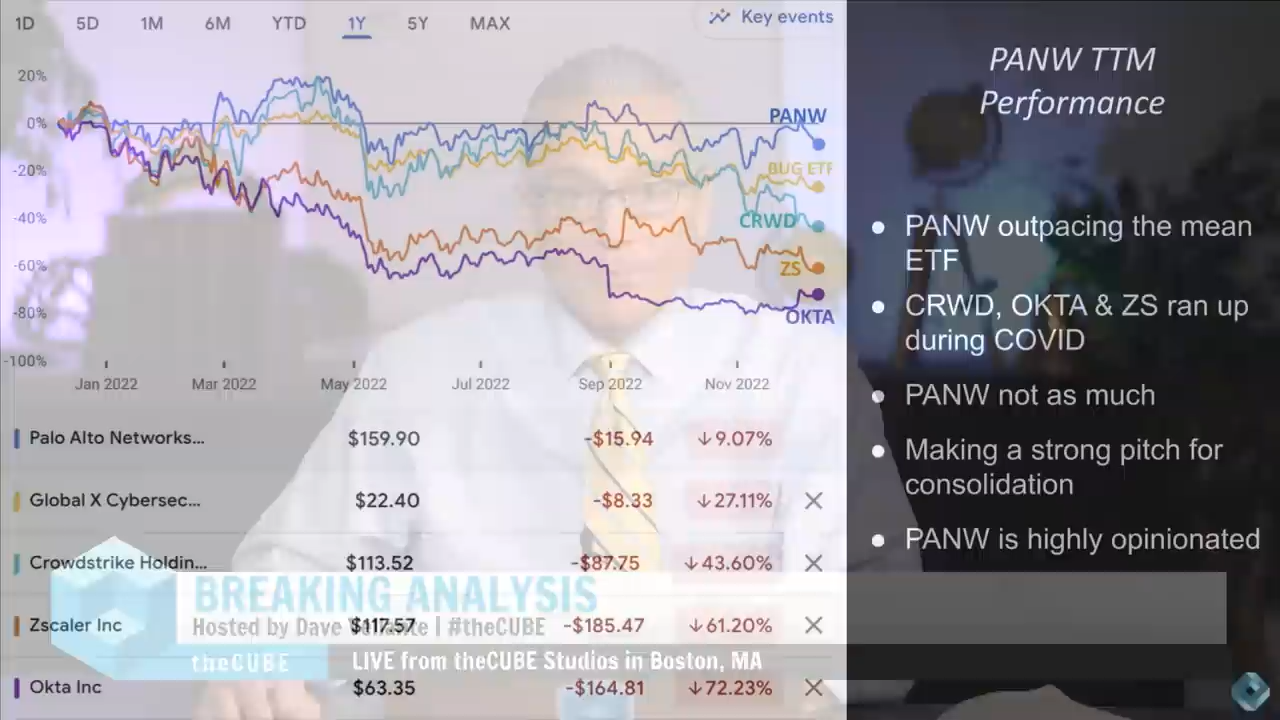 1D 5D 1M 6M YTD 1Y 5Y MAX Key events
20%
0%
-20%
-40%
-60%
-80%
-100%
PANW
BUG ETF
CRWD
ZS
OKTA
Jan 2022 Mar 2022 May 2022 Jul 2022 Sep 2022 Nov 2022
Palo Alto Networks... $159.90 -$15.94 ↓9.07%
Global X Cybersec... $22.40 -$8.33 ↓27.11% ✕
Crowdstrike Holdin... $113.52 -$87.75 ↓43.60% ✕
Zscaler Inc $117.57 -$185.47 ↓61.20% ✕
Okta Inc $63.35 -$164.81 ↓72.23% ✕
PANW TTM
Performance
• PANW outpacing the mean
ETF
• CRWD, OKTA & ZS ran up
during COVID
• PANW not as much
• Making a strong pitch for
consolidation
• PANW is highly opinionated
BREAKING ANALYSIS
Hosted by Dave | #theCUBE
theCUBE LIVE from theCUBE Studios in Boston, MA